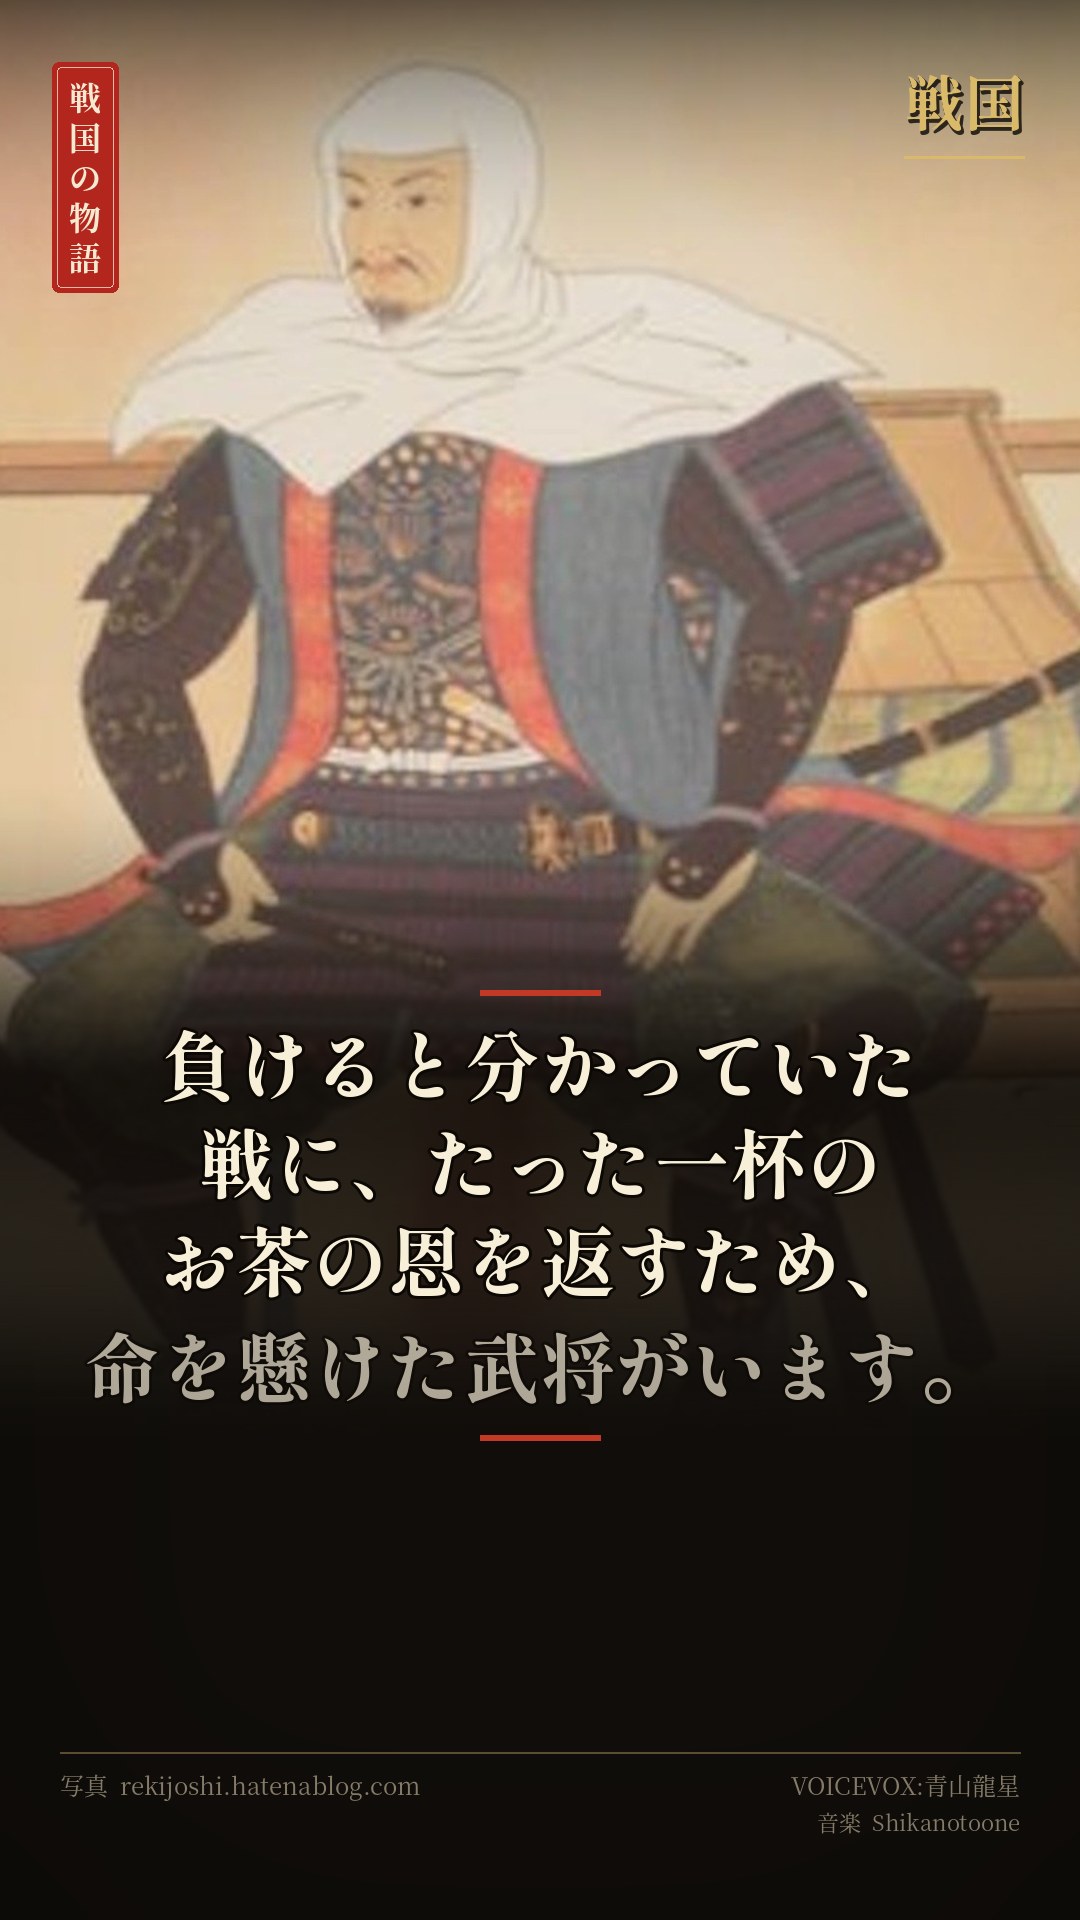 戦国の物語
戦国
負けると分かっていた
戦に、たった一杯の
お茶の恩を返すため、
命を懸けた武将がいます。
写真 rekijoshi.hatenablog.com
VOICEVOX:青山龍星
音楽 Shikanotoone